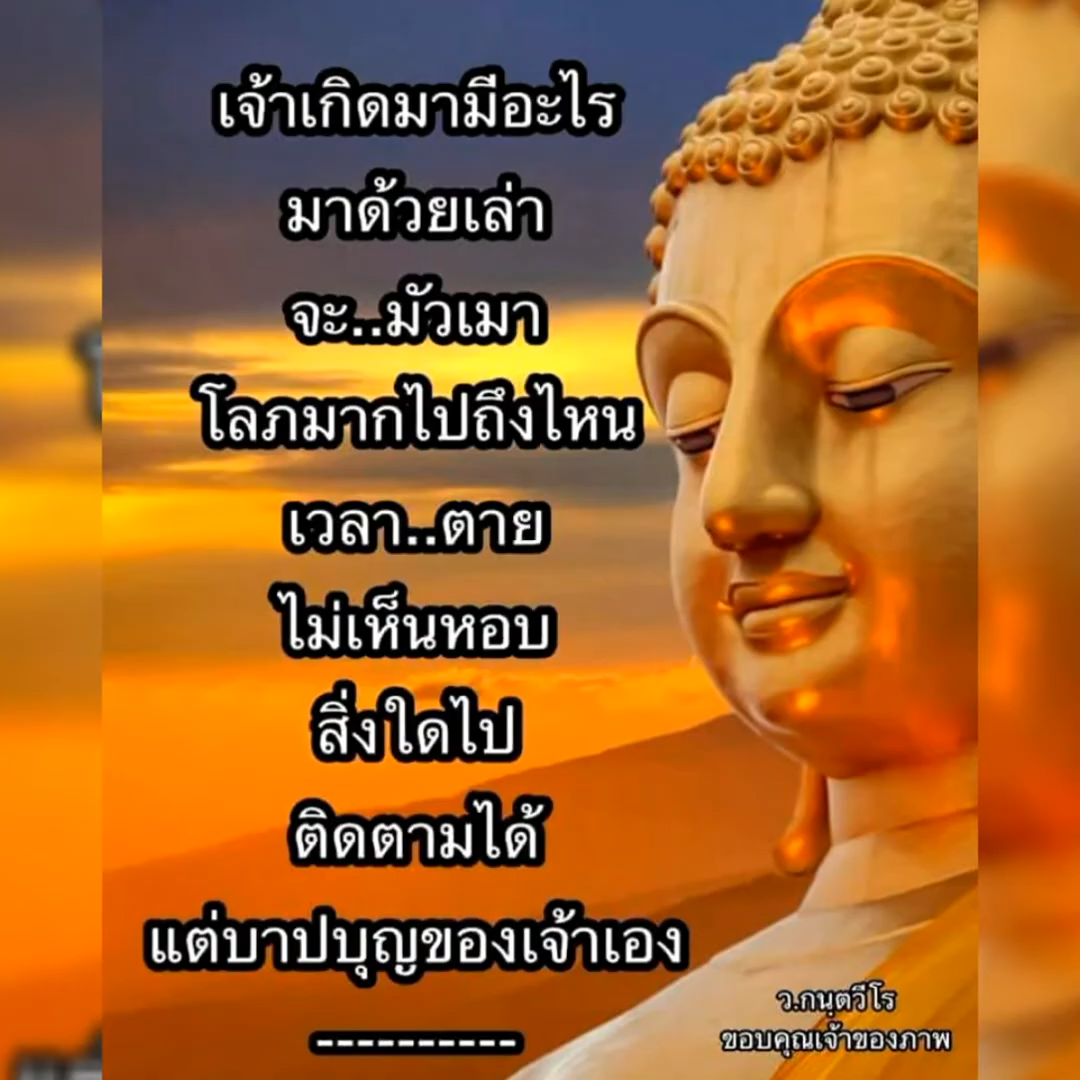 เจ้าเกิดมามีอะไร
มาด้วยเล่า
จะ..มัวเมา
โลภมากไปถึงไหน
เวลา..ตาย
ไม่เห็นหอบ
สิ่งใดไป
ติดตามได้
แต่บาปบุญของเจ้าเอง
----------
ว.กนฺตวีโร
ขอบคุณเจ้าของภาพ